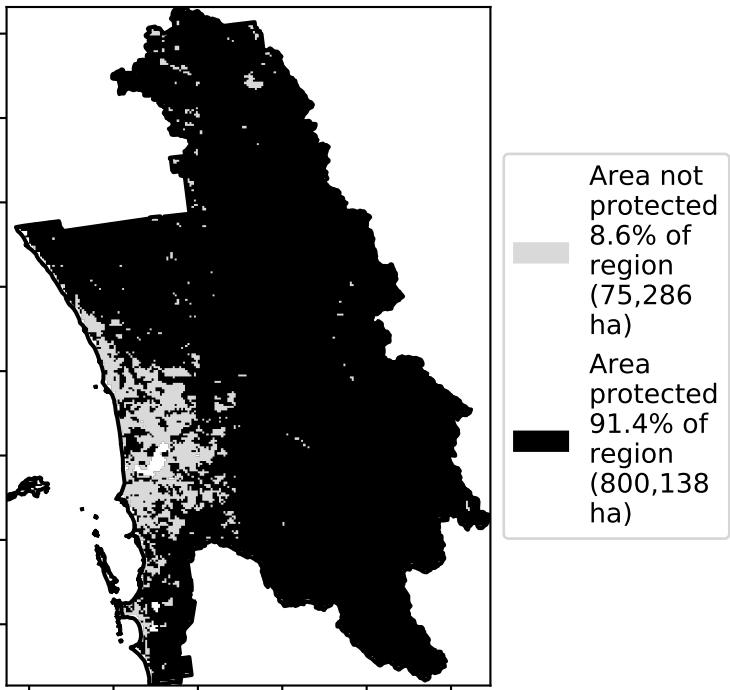 Area not
protected
8.6% of
region
(75,286
ha)
Area
protected
91.4% of
region
(800,138
ha)